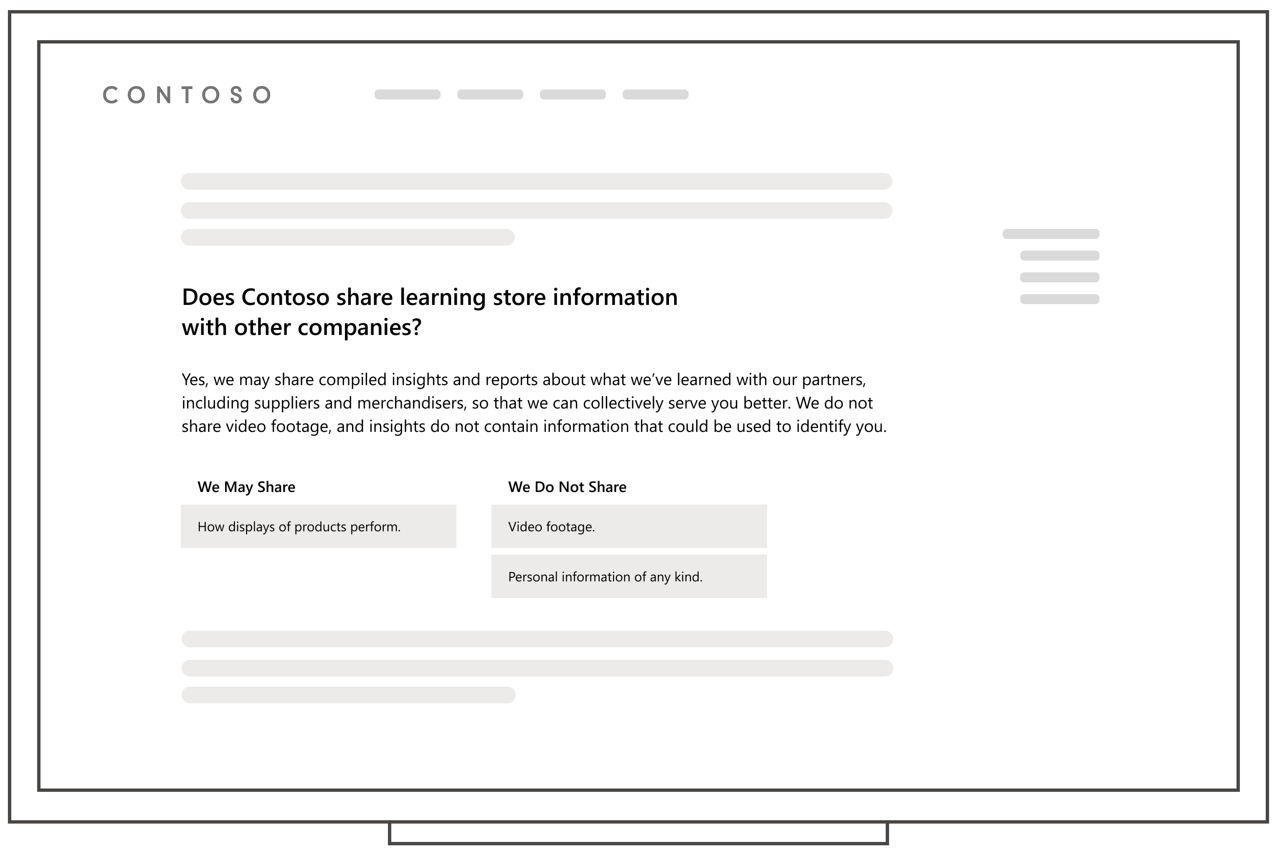 CONTOSO
Does Contoso share learning store information
with other companies?
Yes, we may share compiled insights and reports about what we’ve learned with our partners,
including suppliers and merchandisers, so that we can collectively serve you better. We do not
share video footage, and insights do not contain information that could be used to identify you.
We May Share
How displays of products perform.
We Do Not Share
Video footage.
Personal information of any kind.